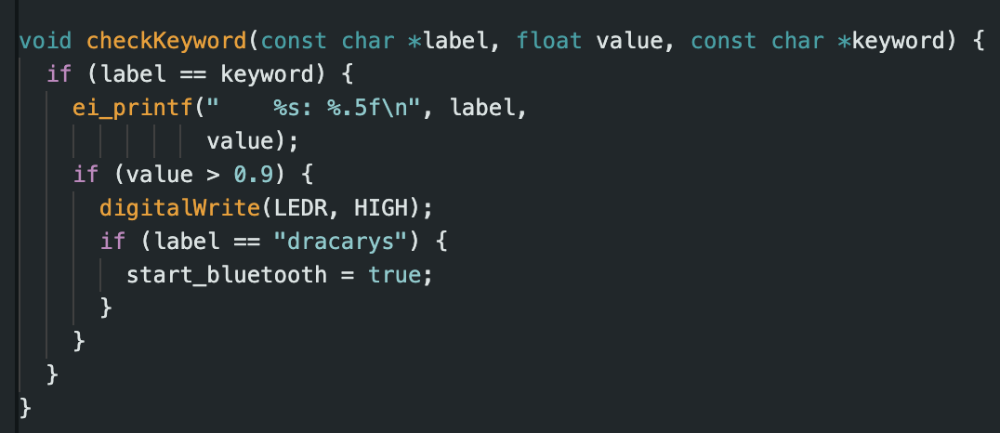 void checkKeyword(const char *label, float value, const char *keyword) {
  if (label == keyword) {
    ei_printf("    %s: %.5f\n", label,
              value);
    if (value > 0.9) {
      digitalWrite(LEDR, HIGH);
      if (label == "dracarys") {
        start_bluetooth = true;
      }
    }
  }
}